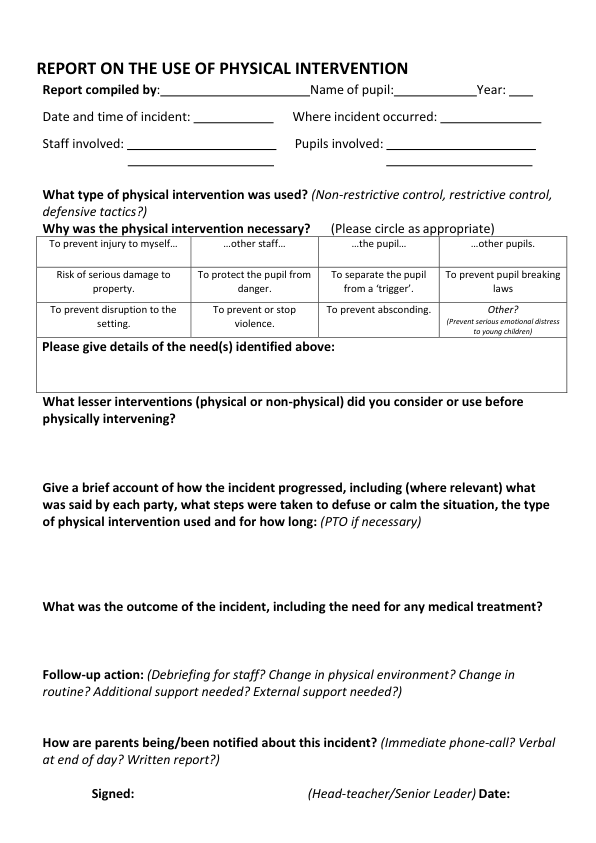 REPORT ON THE USE OF PHYSICAL INTERVENTION
Report compiled by:_______________________Name of pupil:_____________Year: ____
Date and time of incident: ____________ Where incident occurred: _______________
Staff involved: ______________________ Pupils involved: _______________________
______________________ ______________________
What type of physical intervention was used? (Non-restrictive control, restrictive control,
defensive tactics?)
Why was the physical intervention necessary? (Please circle as appropriate)
To prevent injury to myself… …other staff… …the pupil… …other pupils.
Risk of serious damage to property. To protect the pupil from danger. To separate the pupil from a ‘trigger’. To prevent pupil breaking laws
To prevent disruption to the setting. To prevent or stop violence. To prevent absconding. Other? (Prevent serious emotional distress to young children)
Please give details of the need(s) identified above:
What lesser interventions (physical or non-physical) did you consider or use before
physically intervening?
Give a brief account of how the incident progressed, including (where relevant) what
was said by each party, what steps were taken to defuse or calm the situation, the type
of physical intervention used and for how long: (PTO if necessary)
What was the outcome of the incident, including the need for any medical treatment?
Follow-up action: (Debriefing for staff? Change in physical environment? Change in
routine? Additional support needed? External support needed?)
How are parents being/been notified about this incident? (Immediate phone-call? Verbal
at end of day? Written report?)
Signed: (Head-teacher/Senior Leader) Date: